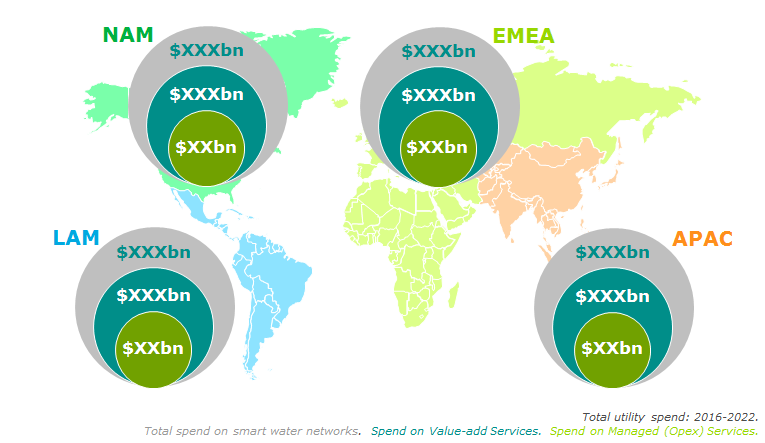 NAM
$XXXbn
$XXXbn
$XXbn
EMEA
$XXXbn
$XXXbn
$XXbn
LAM
$XXXbn
$XXXbn
$XXbn
APAC
$XXXbn
$XXXbn
$XXbn
Total utility spend: 2016-2022.
Total spend on smart water networks. Spend on Value-add Services. Spend on Managed (Opex) Services.